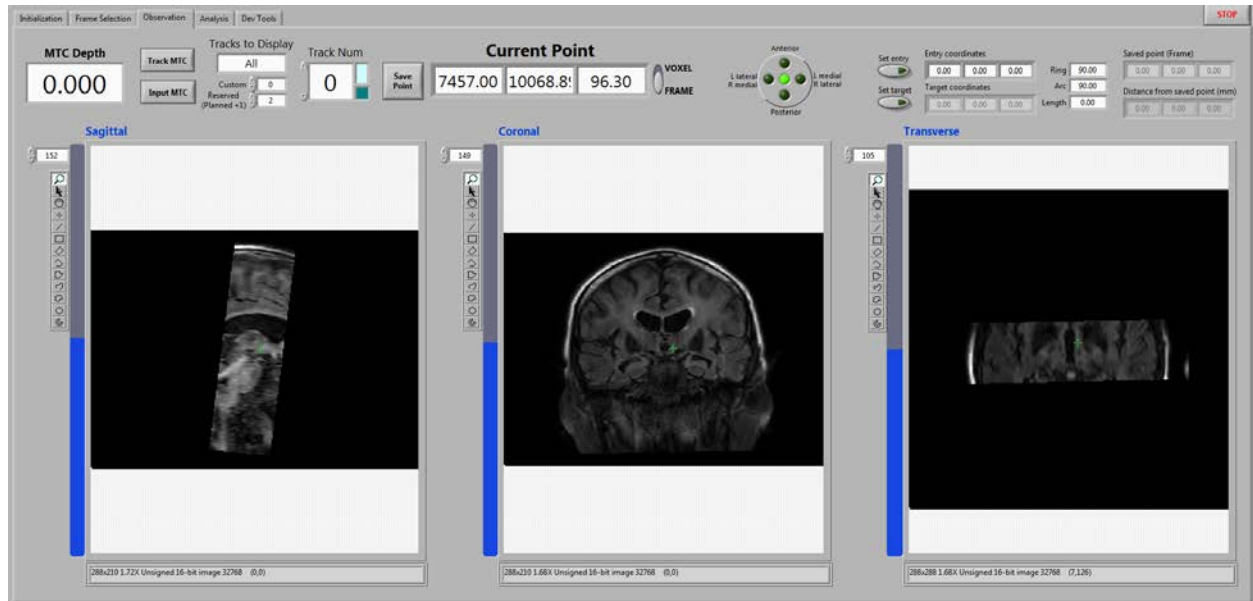 Initialization Frame Selection Observation Analysis Dev Tools STOP
MTC Depth
0.000
Track MTC
Input MTC
Tracks to Display
All
Custom 0
Reserved
(Planned +1) 2
Track Num
0
Save
Point
Current Point
7457.00 10068.89 96.30
VOXEL
FRAME
Anterior
L lateral
R medial
L medial
R lateral
Posterior
Set entry
Set target
Entry coordinates
0.00 0.00 0.00
Target coordinates
0.00 0.00 0.00
Ring 90.00
Arc 90.00
Length 0.00
Saved point (Frame)
0.00 0.00 0.00
Distance from saved point (mm)
0.00 0.00 0.00
Sagittal
152
288x210 1.72X Unsigned 16-bit image 32768 (0,0)
Coronal
149
288x210 1.68X Unsigned 16-bit image 32768 (0,0)
Transverse
105
288x288 1.68X Unsigned 16-bit image 32768 (7,126)